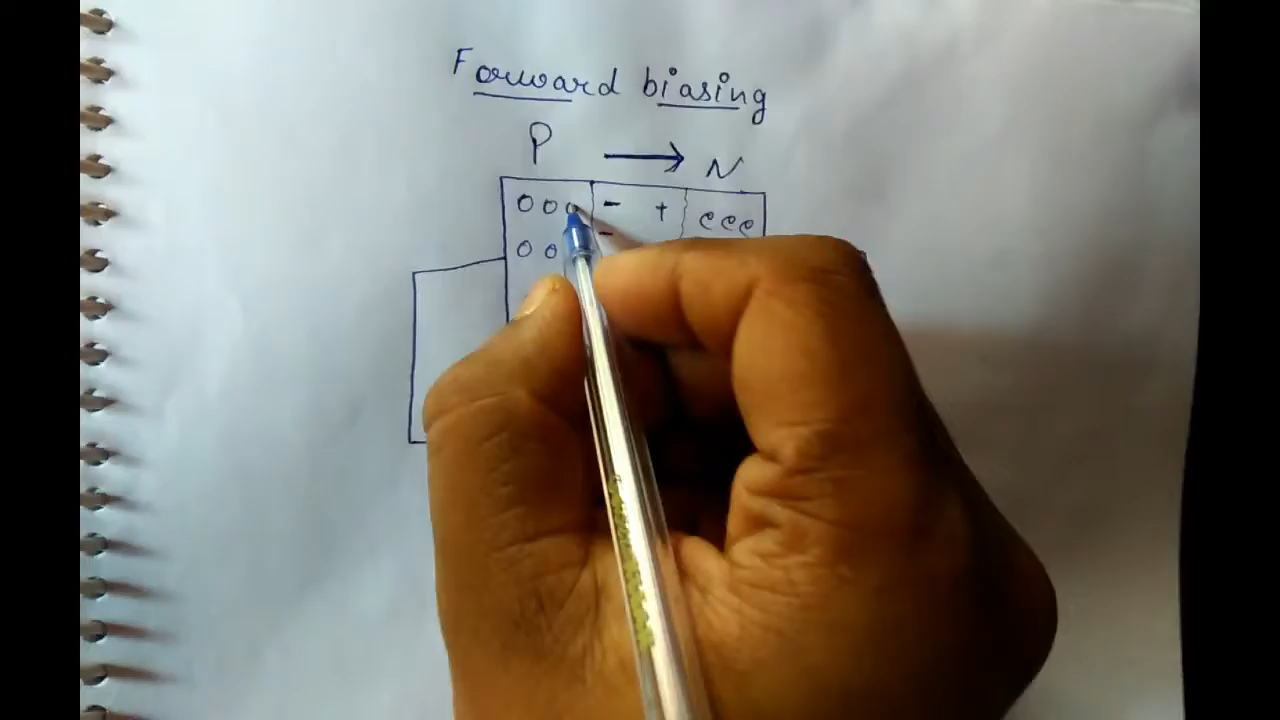 Forward biasing
P → N
o o o - + e e e
o o -